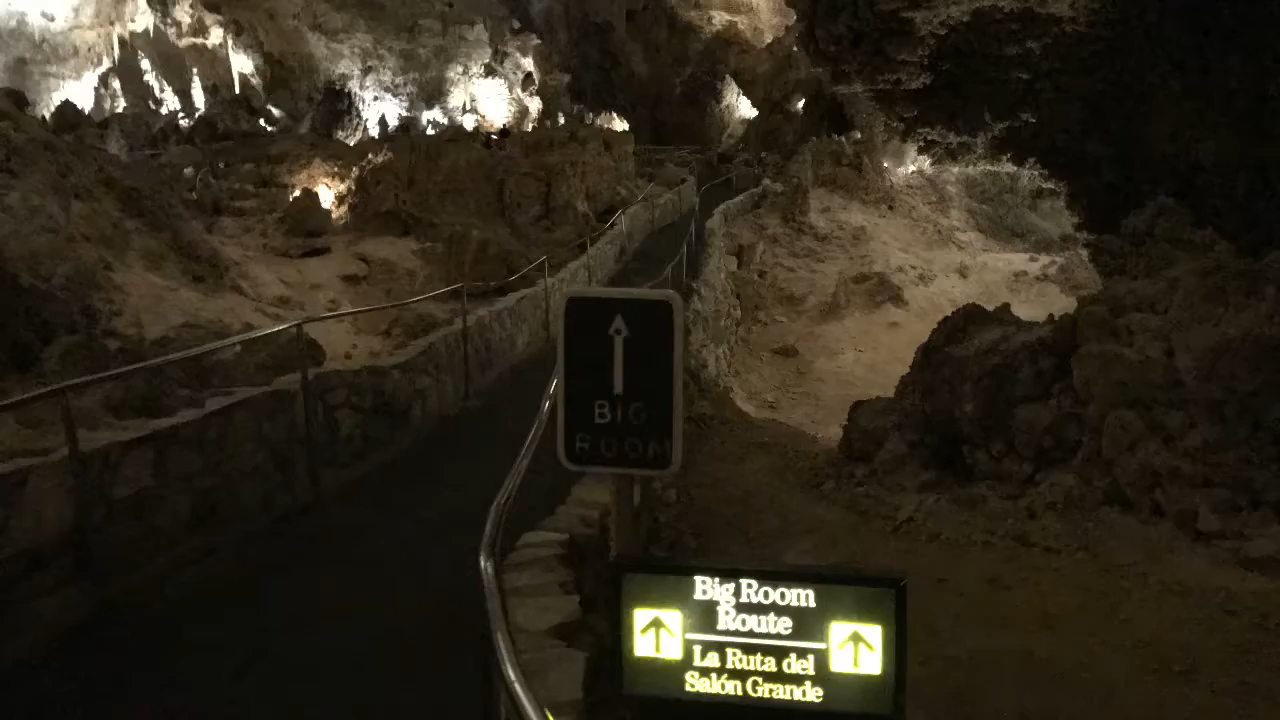 BIG
ROOM
Big Room
Route
La Ruta del
Salón Grande